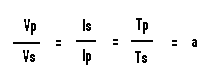 Vp/Vs = Is/Ip = Tp/Ts = a